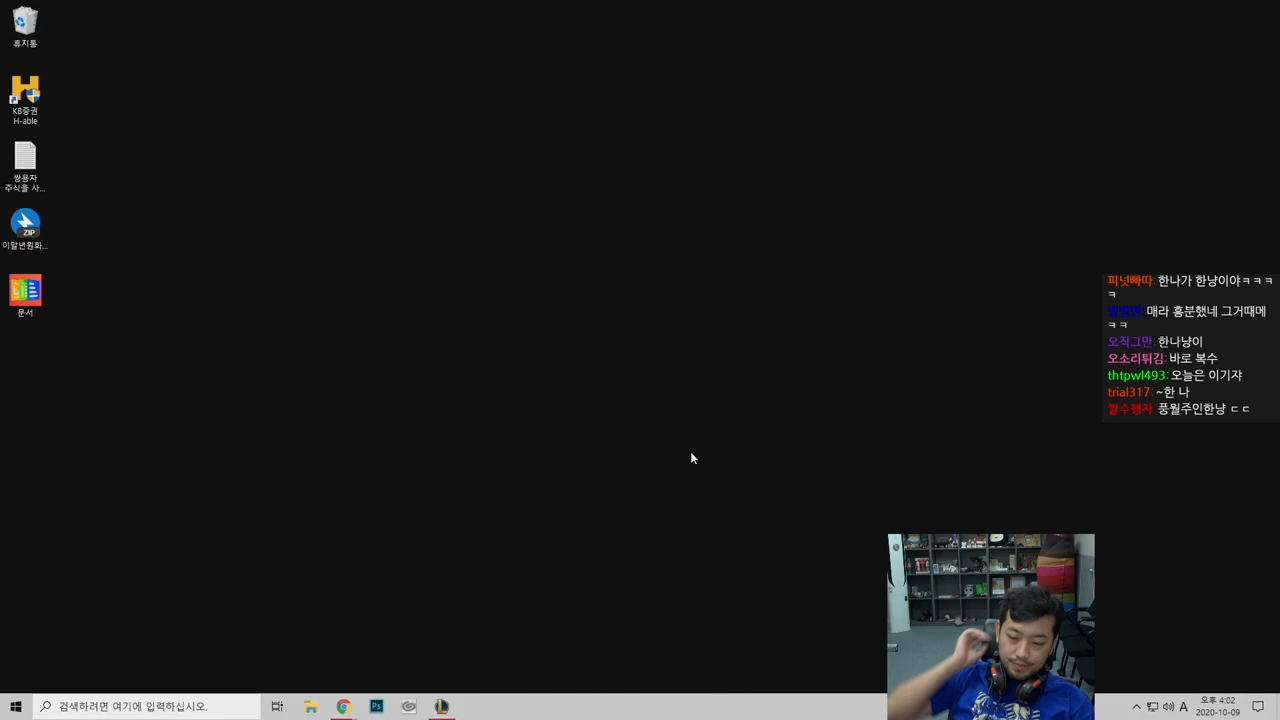 휴지통
KB증권
H-able
쌍용자
주식을 사...
ZIP
이말년원화...
문서
피넛빠따: 한나가 한냥이야ㅋㅋㅋ
ㅋ
매라 흥분했네 그거때메
ㅋㅋ
오직그만: 한나냥이
오소리튀김: 바로 복수
thtpwl493: 오늘은 이기쟈
trial317: ~한 나
풍월주인한냥 ㄷㄷ
검색하려면 여기에 입력하십시오.
Ps
A
오후 4:02
2020-10-09